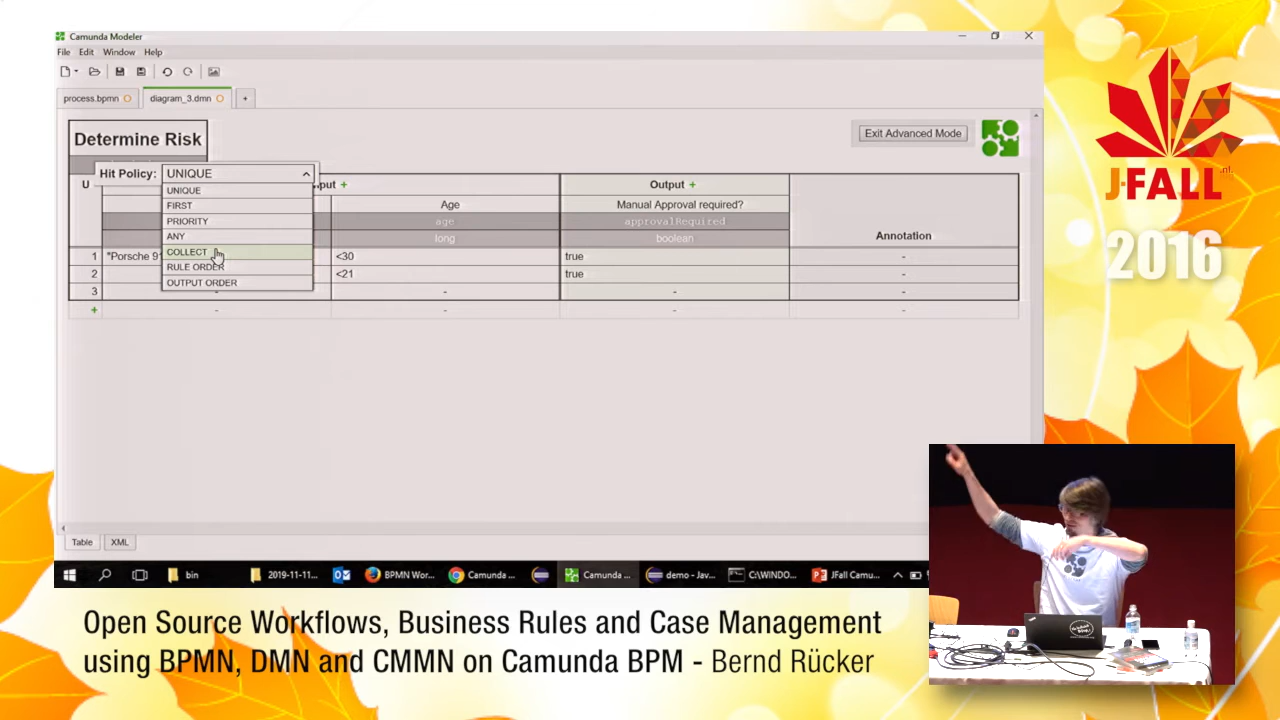 Camunda Modeler
File Edit Window Help
process.bpmn diagram_3.dmn +
Determine Risk
Exit Advanced Mode
Hit Policy: UNIQUE
U put + Output +
UNIQUE
FIRST Age Manual Approval required?
PRIORITY age approvalRequired
ANY long boolean Annotation
COLLECT
1 "Porsche 91 <30 true
RULE ORDER
2 <21 true
OUTPUT ORDER
3 - - -
+ - - - -
Table XML
bin 2019-11-11... BPMN Wor... Camunda ... Camunda ... demo - Jav... C:\WINDO... JFall Camu...
J-FALL.nl
2016
Open Source Workflows, Business Rules and Case Management
using BPMN, DMN and CMMN on Camunda BPM - Bernd Rücker